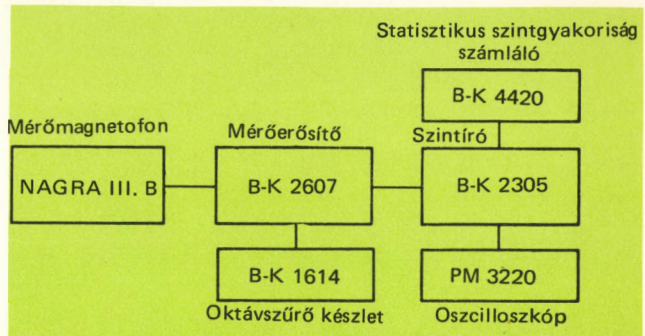 Statisztikus szintgyakoriság
számláló
B-K 4420
Mérőmagnetofon
Mérőerősítő
Szintíró
NAGRA III. B
B-K 2607
B-K 2305
B-K 1614
PM 3220
Oktávszűrő készlet
Oszcilloszkóp